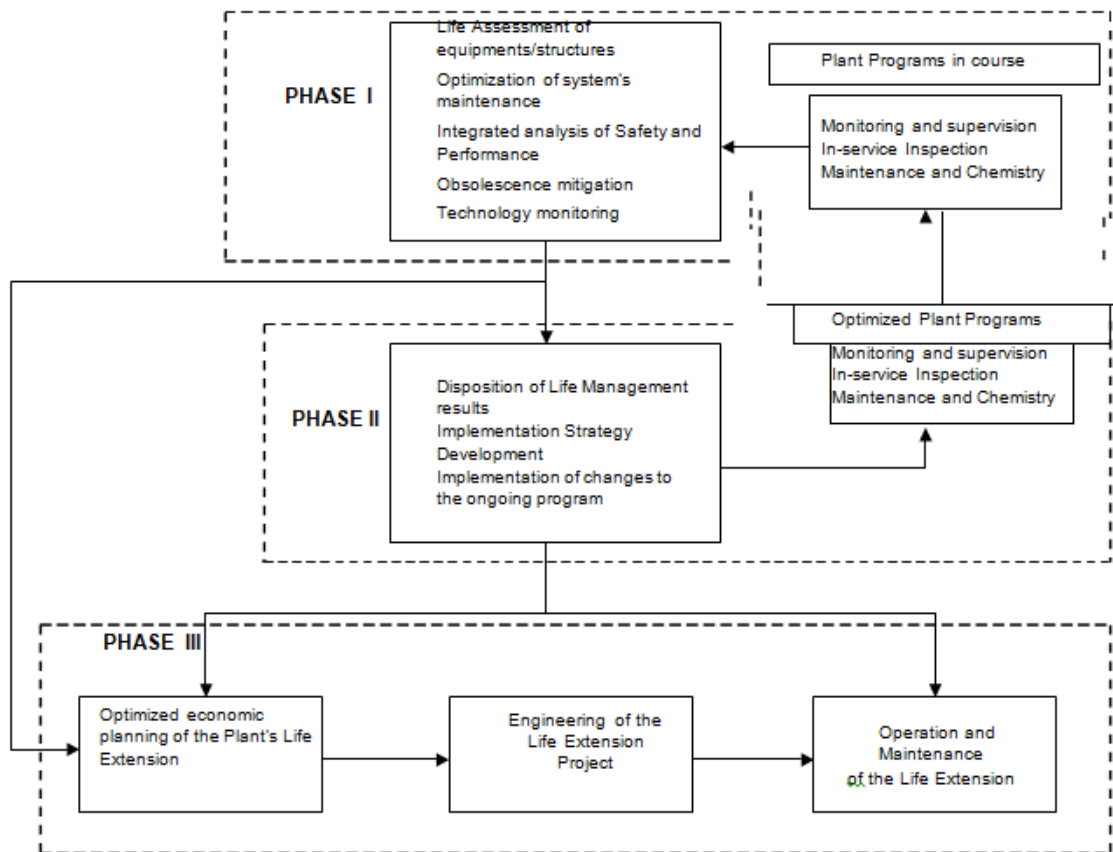 PHASE I
Life Assessment of
equipments/structures
Optimization of system's
maintenance
Integrated analysis of Safety and
Performance
Obsolescence mitigation
Technology monitoring
Plant Programs in course
Monitoring and supervision
In-service Inspection
Maintenance and Chemistry
Optimized Plant Programs
Monitoring and supervision
In-service Inspection
Maintenance and Chemistry
PHASE II
Disposition of Life Management
results
Implementation Strategy
Development
Implementation of changes to
the ongoing program
PHASE III
Optimized economic
planning of the Plant's Life
Extension
Engineering of the
Life Extension
Project
Operation and
Maintenance
of the Life Extension